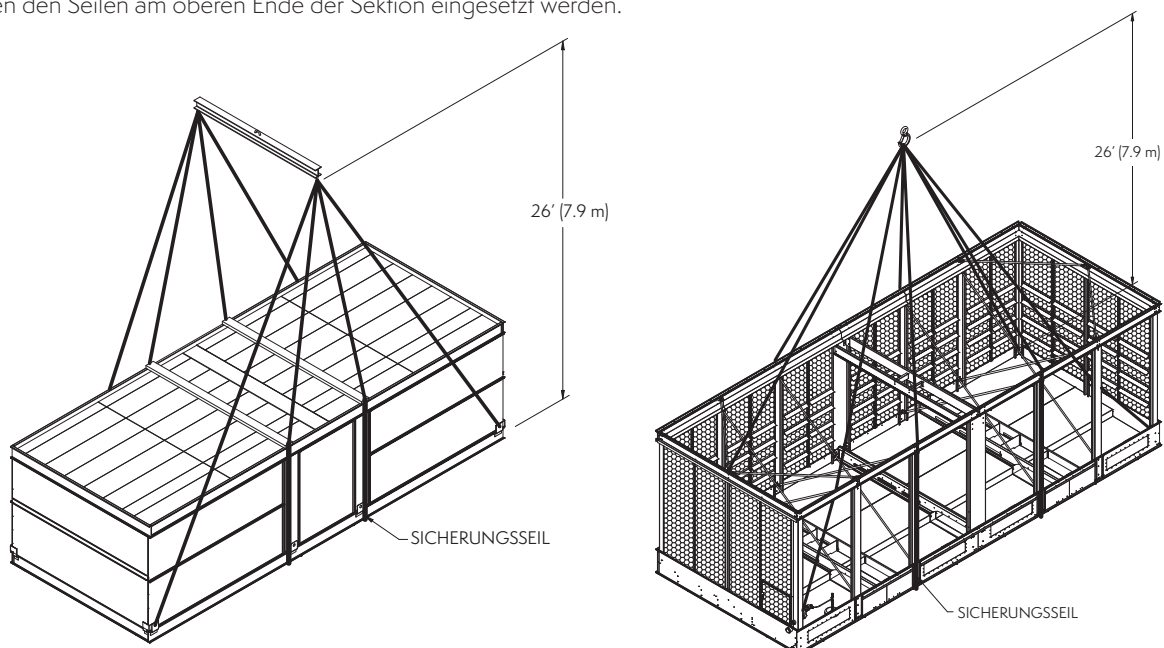 en den Seilen am oberen Ende der Sektion eingesetzt werden.
26′ (7.9 m)
26′ (7.9 m)
SICHERUNGSSEIL
SICHERUNGSSEIL